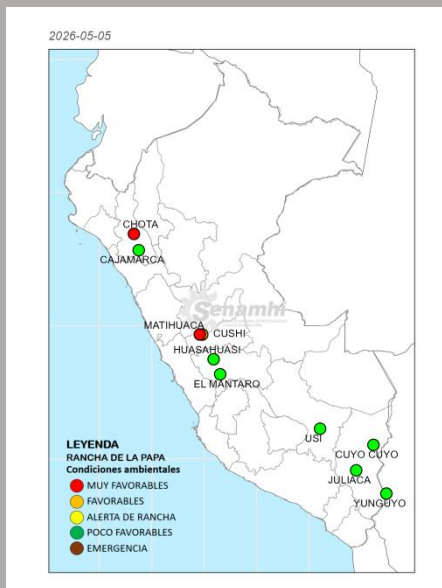 2026-05-05
CHOTA
CAJAMARCA
Senamhi
MATIHUACA
CUSHI
HUASAHUASI
EL MANTARO
USI
CUYO CUYO
JULIACA
YUNGUYO
LEYENDA
RANCHA DE LA PAPA
Condiciones ambientales
MUY FAVORABLES
FAVORABLES
ALERTA DE RANCHA
POCO FAVORABLES
EMERGENCIA